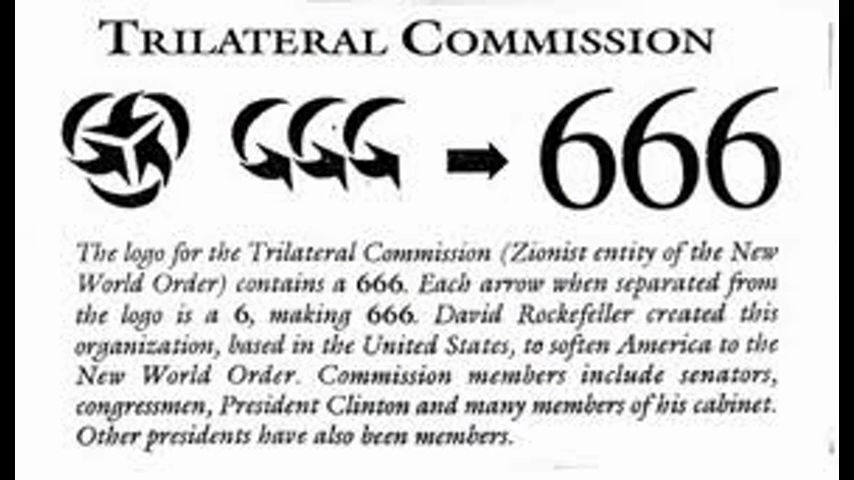 TRILATERAL COMMISSION
666
The logo for the Trilateral Commission (Zionist entity of the New
World Order) contains a 666. Each arrow when separated from
the logo is a 6, making 666. David Rockefeller created this
organization, based in the United States, to soften America to the
New World Order. Commission members include senators,
congressmen, President Clinton and many members of his cabinet.
Other presidents have also been members.